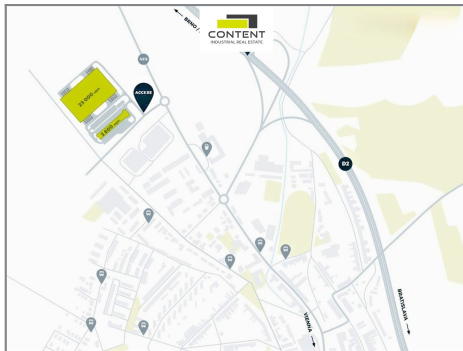 BRNO
CONTENT
INDUSTRIAL REAL ESTATE
ACCESS
D2
VIENNA
BRATISLAVA